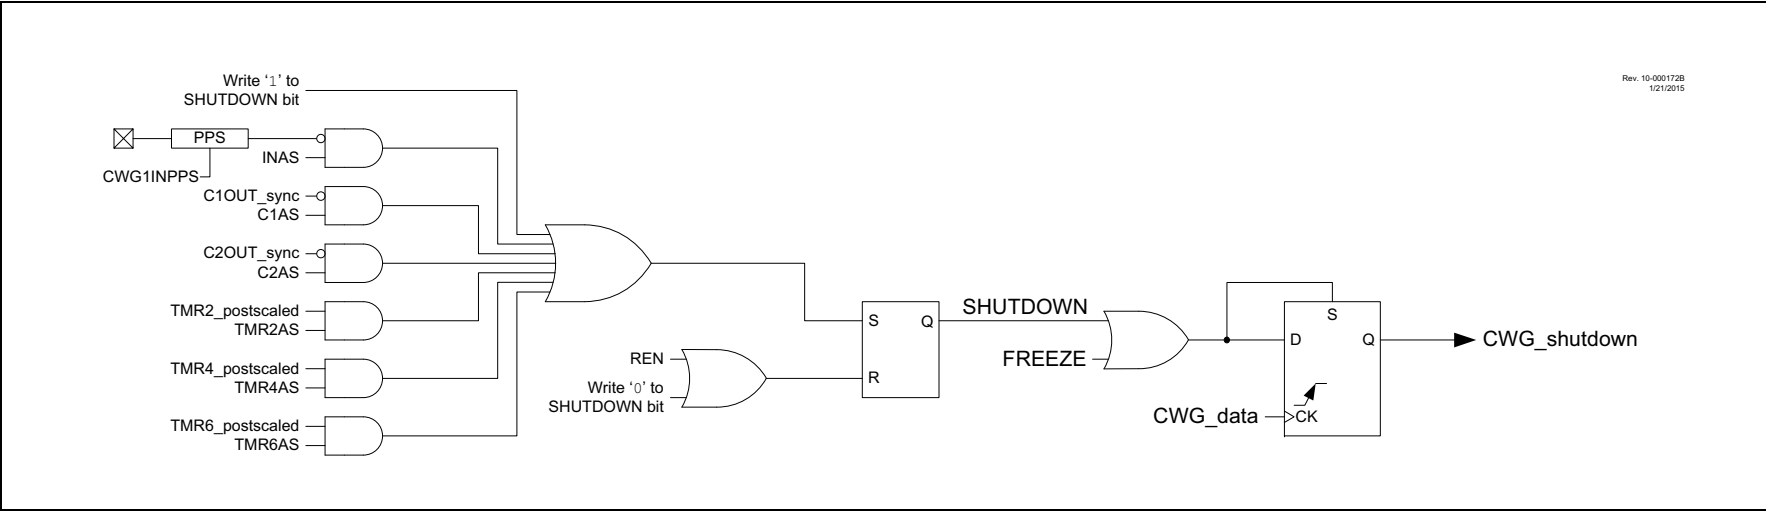 Write ‘1’ to
SHUTDOWN bit
Rev. 10-000172B
1/21/2015
PPS
INAS
CWG1INPPS
C1OUT_sync
C1AS
C2OUT_sync
C2AS
TMR2_postscaled
TMR2AS
TMR4_postscaled
TMR4AS
TMR6_postscaled
TMR6AS
REN
Write ‘0’ to
SHUTDOWN bit
S
Q
R
SHUTDOWN
FREEZE
S
D
Q
CWG_data
CK
CWG_shutdown